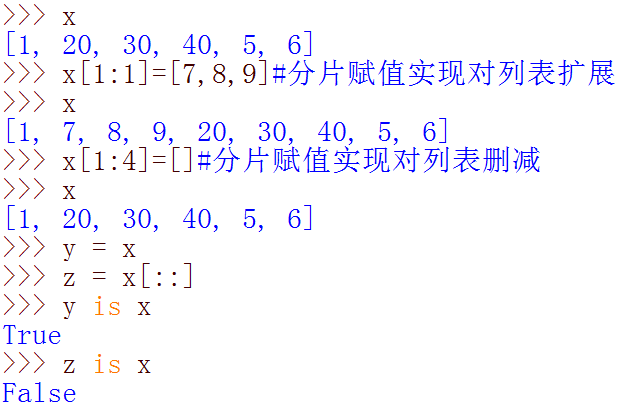 >>> x
[1, 20, 30, 40, 5, 6]
>>> x[1:1]=[7,8,9]#分片赋值实现对列表扩展
>>> x
[1, 7, 8, 9, 20, 30, 40, 5, 6]
>>> x[1:4]=[]#分片赋值实现对列表删减
>>> x
[1, 20, 30, 40, 5, 6]
>>> y = x
>>> z = x[::]
>>> y is x
True
>>> z is x
False